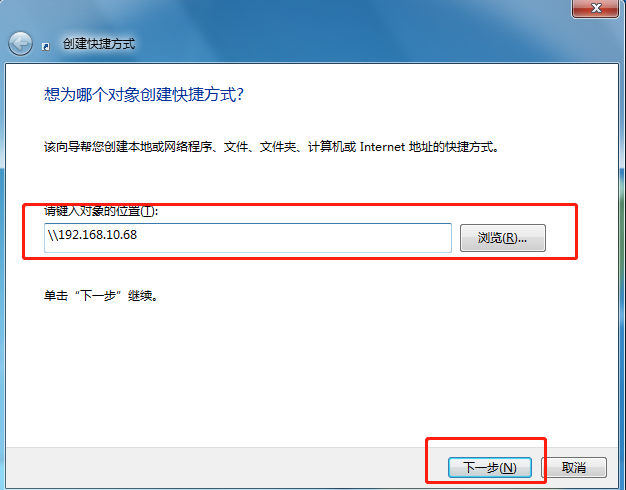 创建快捷方式
想为哪个对象创建快捷方式?
该向导帮您创建本地或网络程序、文件、文件夹、计算机或 Internet 地址的快捷方式。
请键入对象的位置(T):
\\192.168.10.68
浏览(R)...
单击“下一步”继续。
下一步(N)
取消